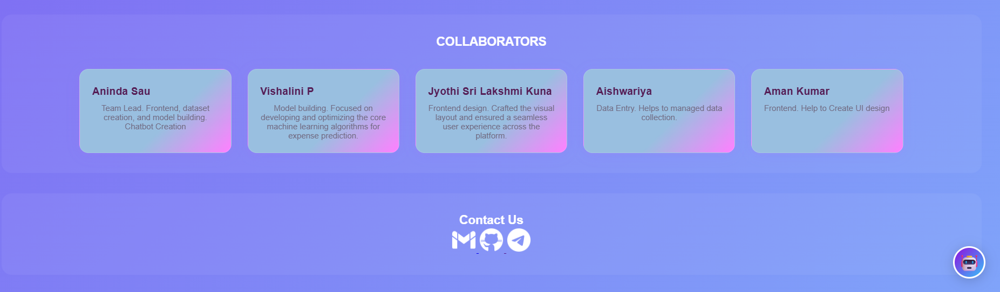 COLLABORATORS
Aninda Sau
Team Lead. Frontend, dataset
creation, and model building.
Chatbot Creation
Vishalini P
Model building. Focused on
developing and optimizing the core
machine learning algorithms for
expense prediction.
Jyothi Sri Lakshmi Kuna
Frontend design. Crafted the visual
layout and ensured a seamless
user experience across the
platform.
Aishwariya
Data Entry. Helps to managed data
collection.
Aman Kumar
Frontend. Help to Create UI design
Contact Us